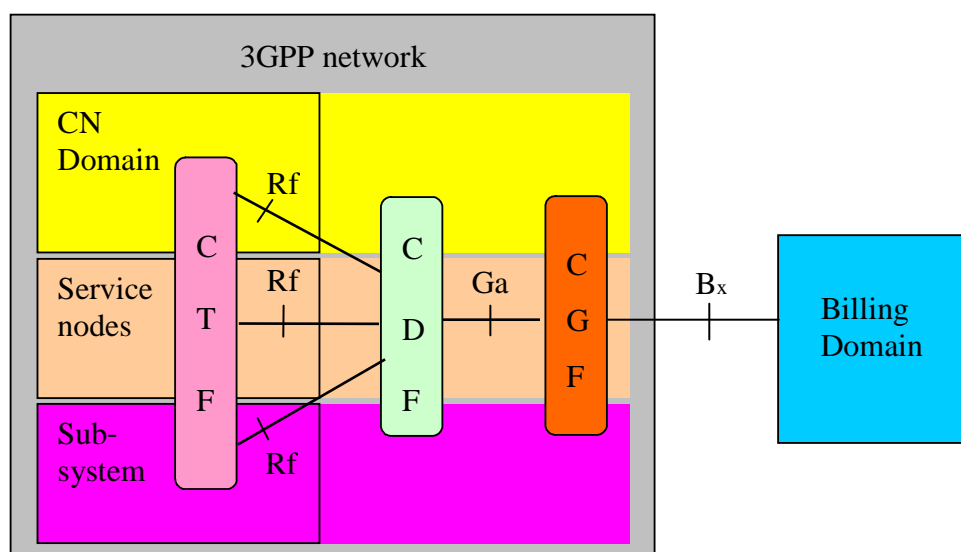 3GPP network
CN
Domain
Rf
C
T
F
Service
nodes
Rf
Sub-
system
Rf
C
D
F
Ga
C
G
F
Bx
Billing
Domain